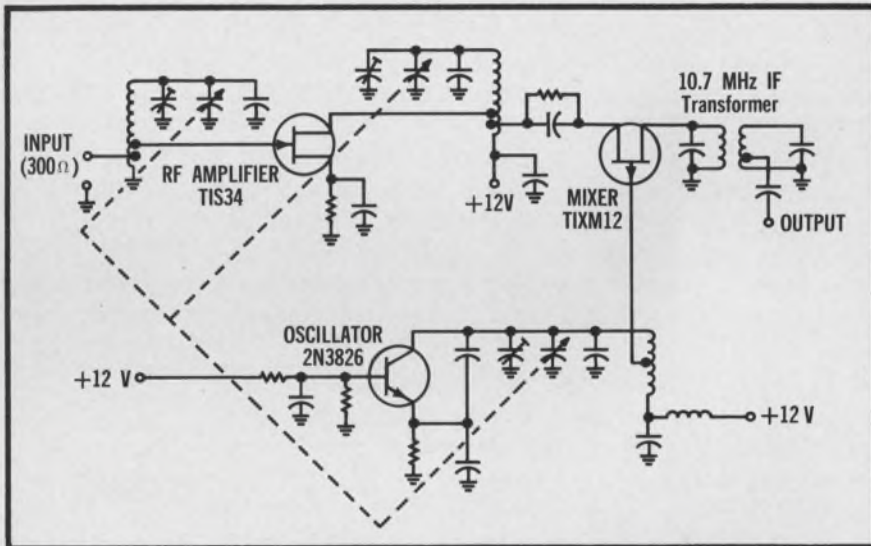 10.7 MHz IF
Transformer
INPUT
(300Ω)
RF AMPLIFIER
TIS34
+12V
MIXER
TIXM12
OUTPUT
OSCILLATOR
2N3826
+12 V
+12 V